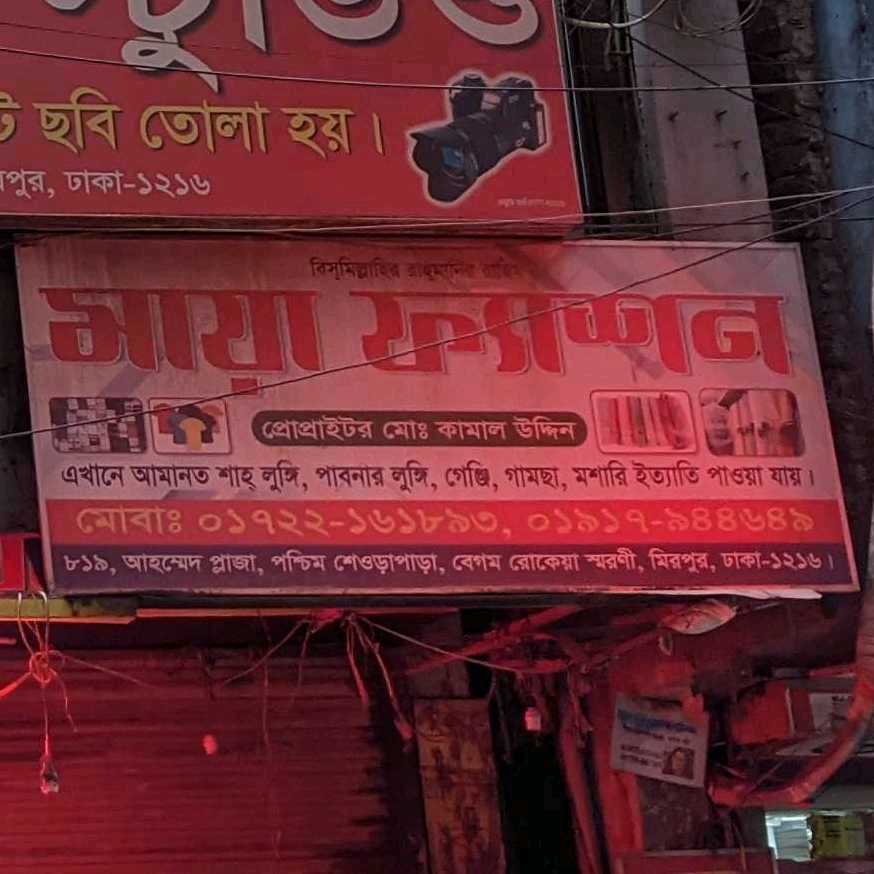 স্টুডিও
ছবি তোলা হয়।
ঢাকা-১২১৬
বিসমিল্লাহির রাহমানির রাহিম
মায়া ফ্যাশন
প্রোপ্রাইটর মোঃ কামাল উদ্দিন
এখানে আমানত শাহ্ লুঙ্গি, পাবনার লুঙ্গি, গেঞ্জি, গামছা, মশারি ইত্যাতি পাওয়া যায়।
মোবাঃ ০১৭২২-১৬১৮৯৩, ০১৯১৭-৯৪৪৬৪৯
৮১৯, আহম্মেদ প্লাজা, পশ্চিম শেওড়াপাড়া, বেগম রোকেয়া স্মরণী, মিরপুর, ঢাকা-১২১৬।